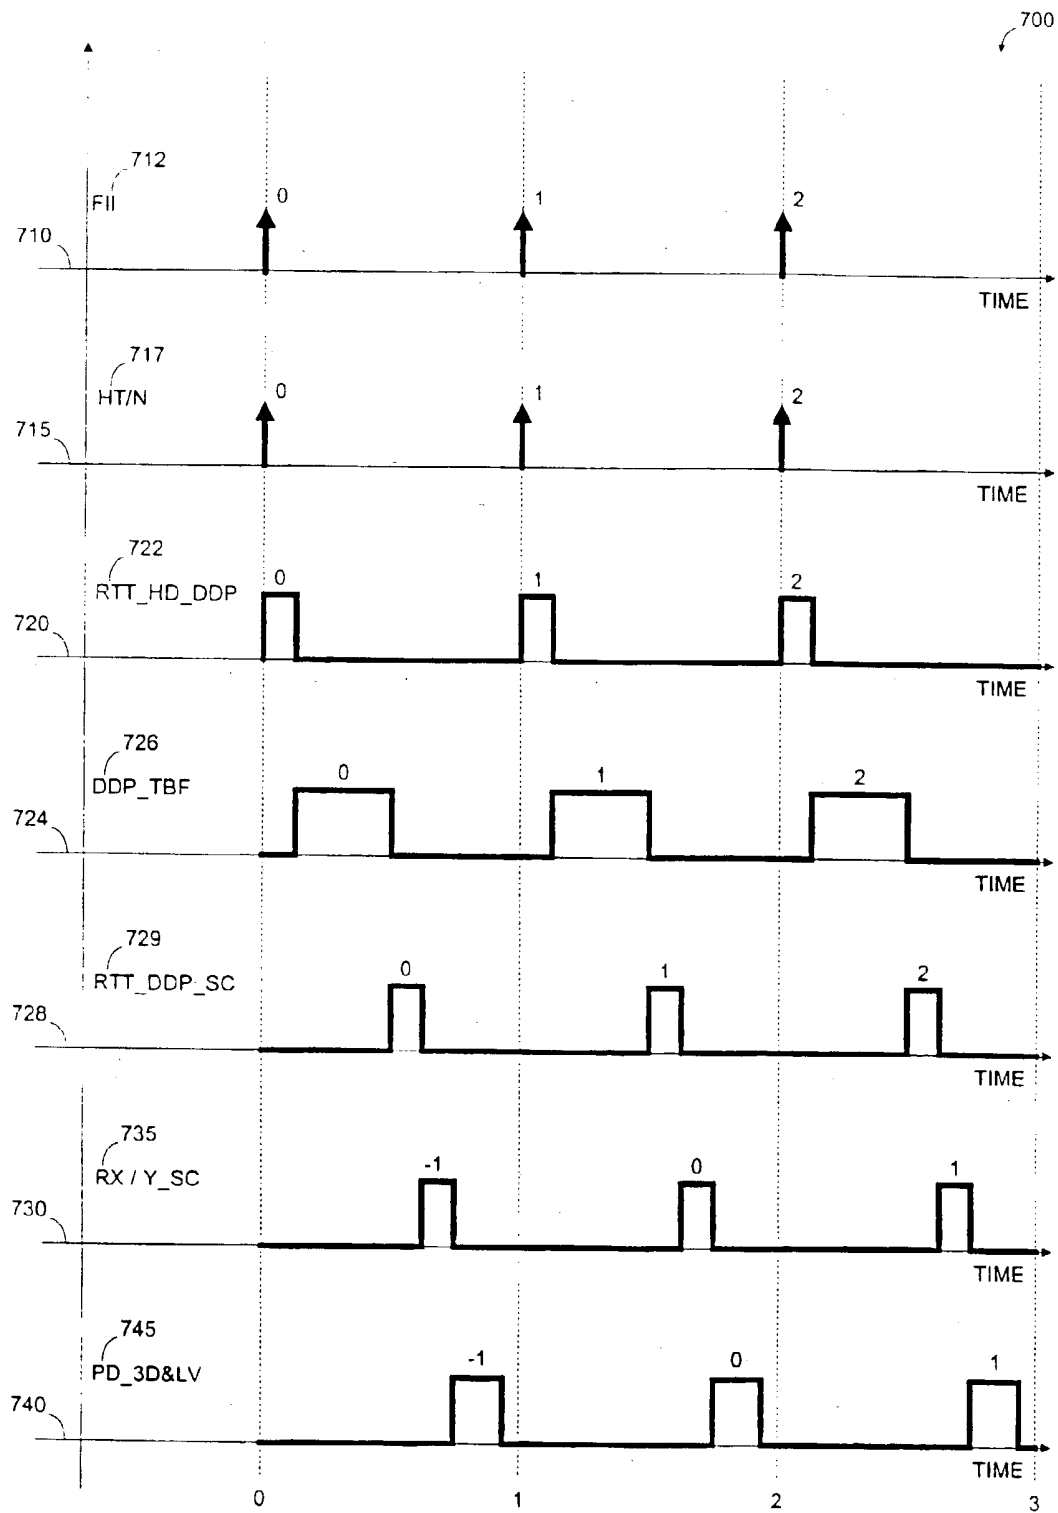 700
712
FII
0
1
2
710
TIME
717
HT/N
0
1
2
715
TIME
722
RTT_HD_DDP
0
1
2
720
TIME
726
DDP_TBF
0
1
2
724
TIME
729
RTT_DDP_SC
0
1
2
728
TIME
735
RX / Y_SC
-1
0
1
730
TIME
745
PD_3D&LV
-1
0
1
740
TIME
0
1
2
3